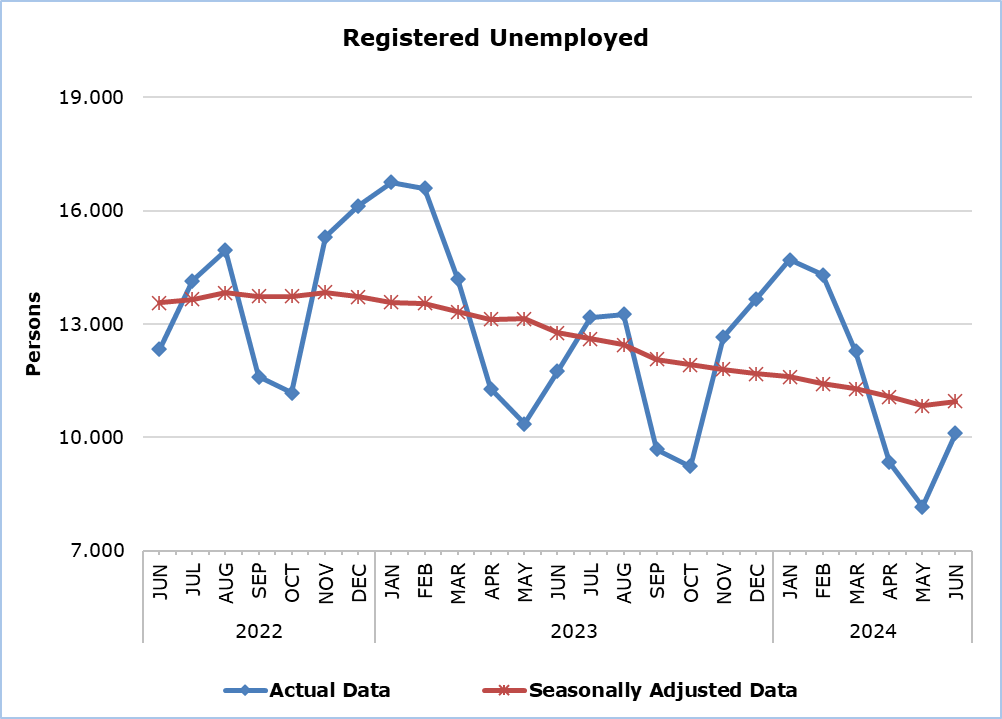 Registered Unemployed
19.000
16.000
13.000
10.000
7.000
Persons
JUN JUL AUG SEP OCT NOV DEC JAN FEB MAR APR MAY JUN JUL AUG SEP OCT NOV DEC JAN FEB MAR APR MAY JUN
2022 2023 2024
Actual Data Seasonally Adjusted Data